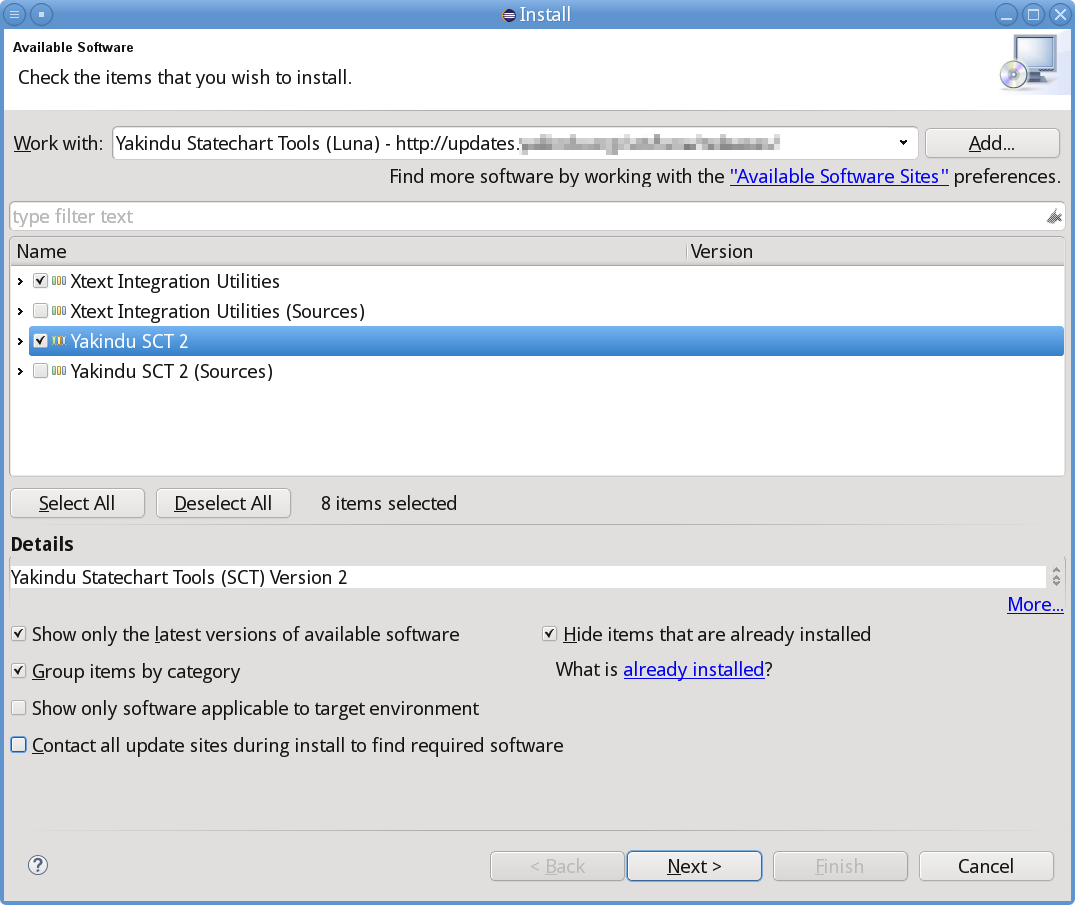 Install
Available Software
Check the items that you wish to install.
Work with: Yakindu Statechart Tools (Luna) - http://updates. Add...
Find more software by working with the "Available Software Sites" preferences.
type filter text
Name Version
Xtext Integration Utilities
Xtext Integration Utilities (Sources)
Yakindu SCT 2
Yakindu SCT 2 (Sources)
Select All Deselect All 8 items selected
Details
Yakindu Statechart Tools (SCT) Version 2
More...
Show only the latest versions of available software Hide items that are already installed
Group items by category What is already installed?
Show only software applicable to target environment
Contact all update sites during install to find required software
? < Back Next > Finish Cancel